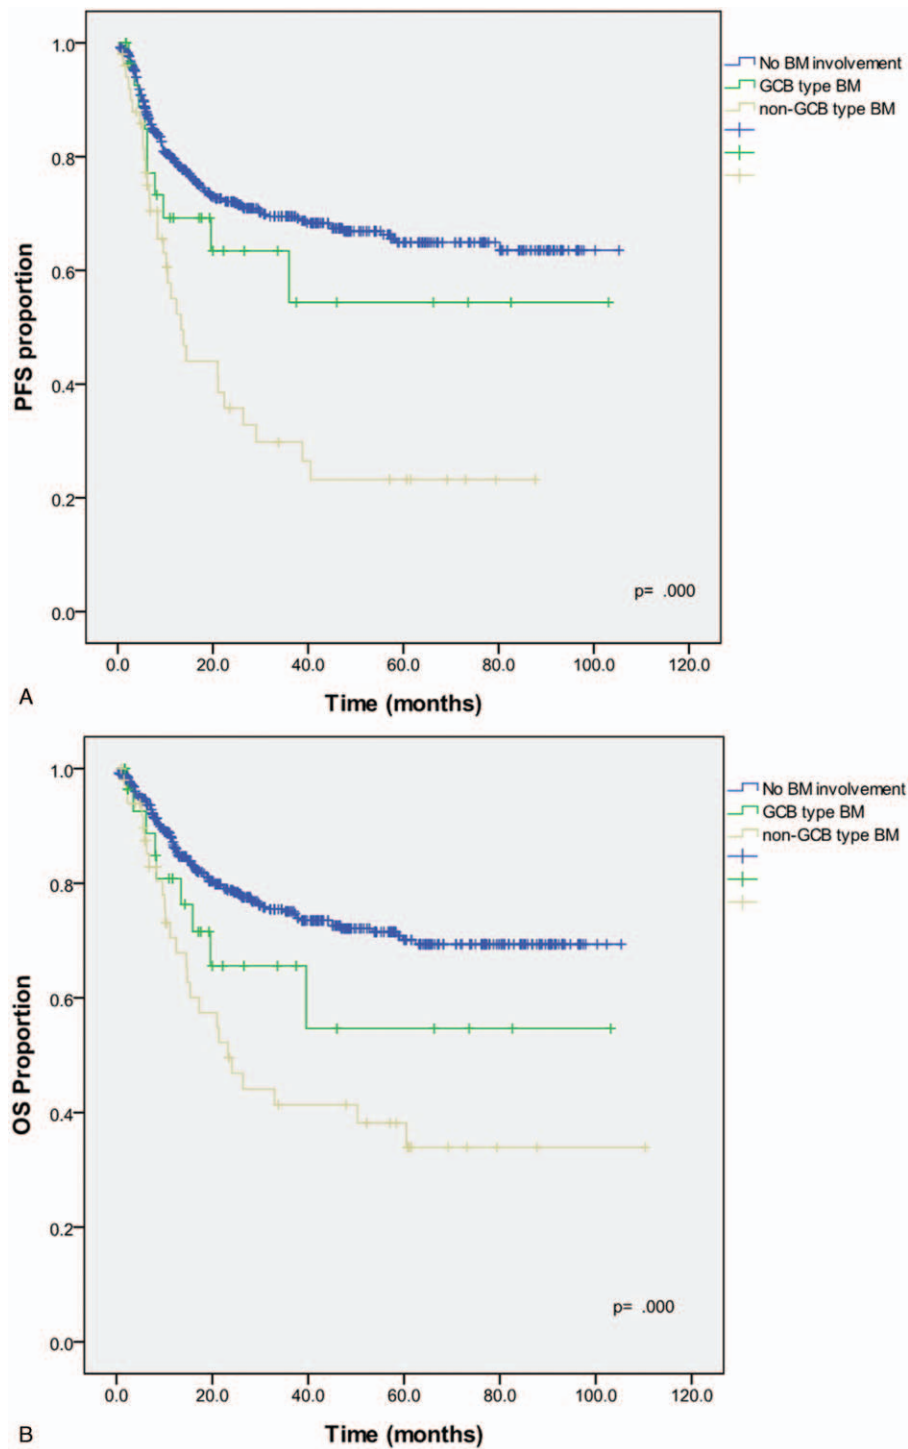 1.0
0.8
0.6
0.4
0.2
0.0
PFS proportion
No BM involvement
GCB type BM
non-GCB type BM
p= .000
0.0 20.0 40.0 60.0 80.0 100.0 120.0
Time (months)
A
1.0
0.8
0.6
0.4
0.2
0.0
OS Proportion
No BM involvement
GCB type BM
non-GCB type BM
p= .000
0.0 20.0 40.0 60.0 80.0 100.0 120.0
Time (months)
B